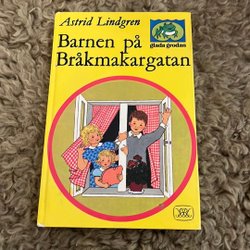 Astrid Lindgren
Barnen på
Bråkmakargatan
glada grodan